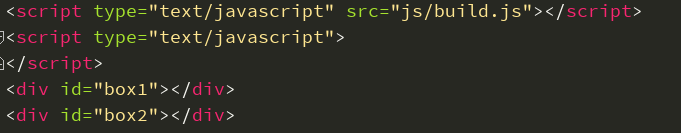 <script type="text/javascript" src="js/build.js"></script>
<script type="text/javascript">
</script>
<div id="box1"></div>
<div id="box2"></div>